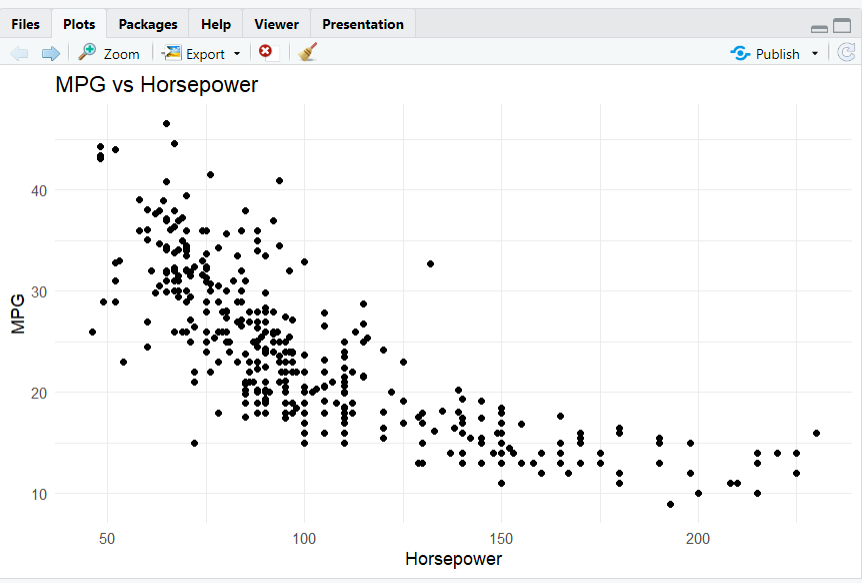 Files Plots Packages Help Viewer Presentation
Zoom Export Publish
MPG vs Horsepower
MPG
40
30
20
10
50 100 150 200
Horsepower